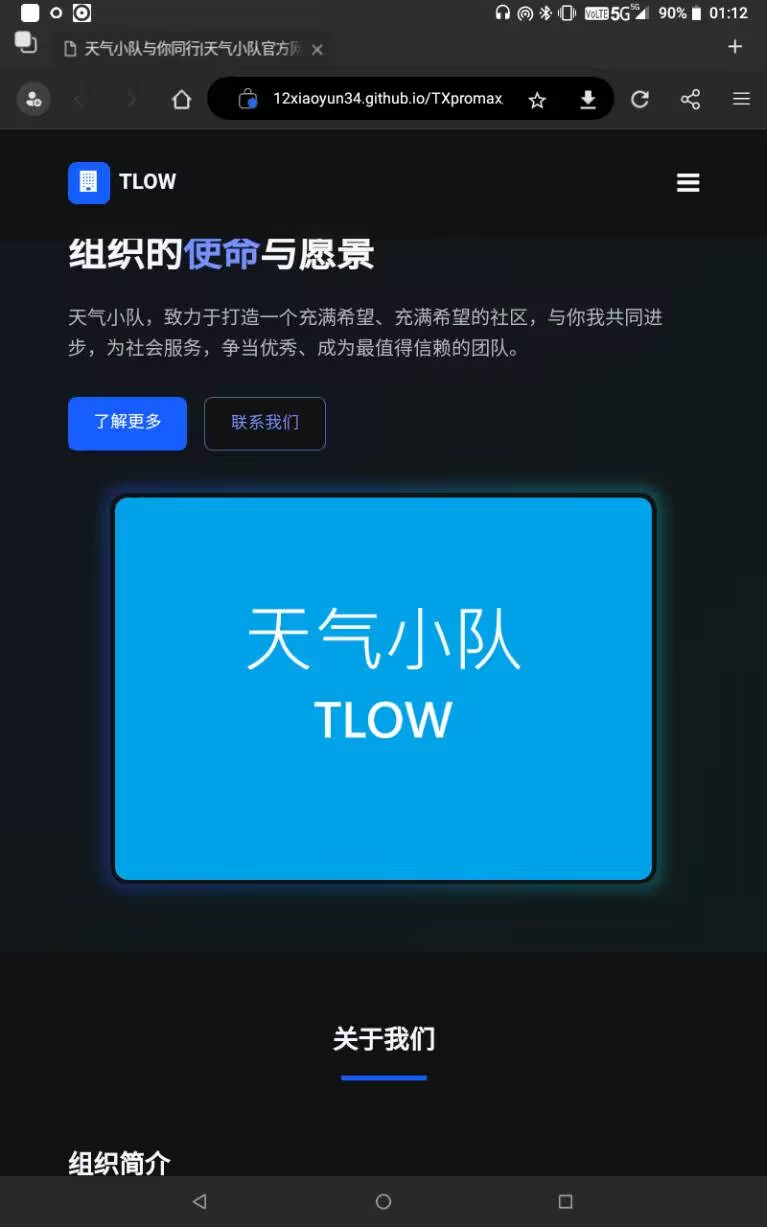 VoLTE 5G 5G 90% 01:12
天气小队与你同行|天气小队官方网
12xiaoyun34.github.io/TXpromax
TLOW
组织的使命与愿景
天气小队，致力于打造一个充满希望、充满希望的社区，与你我共同进
步，为社会服务，争当优秀、成为最值得信赖的团队。
了解更多 联系我们
天气小队
TLOW
关于我们
组织简介